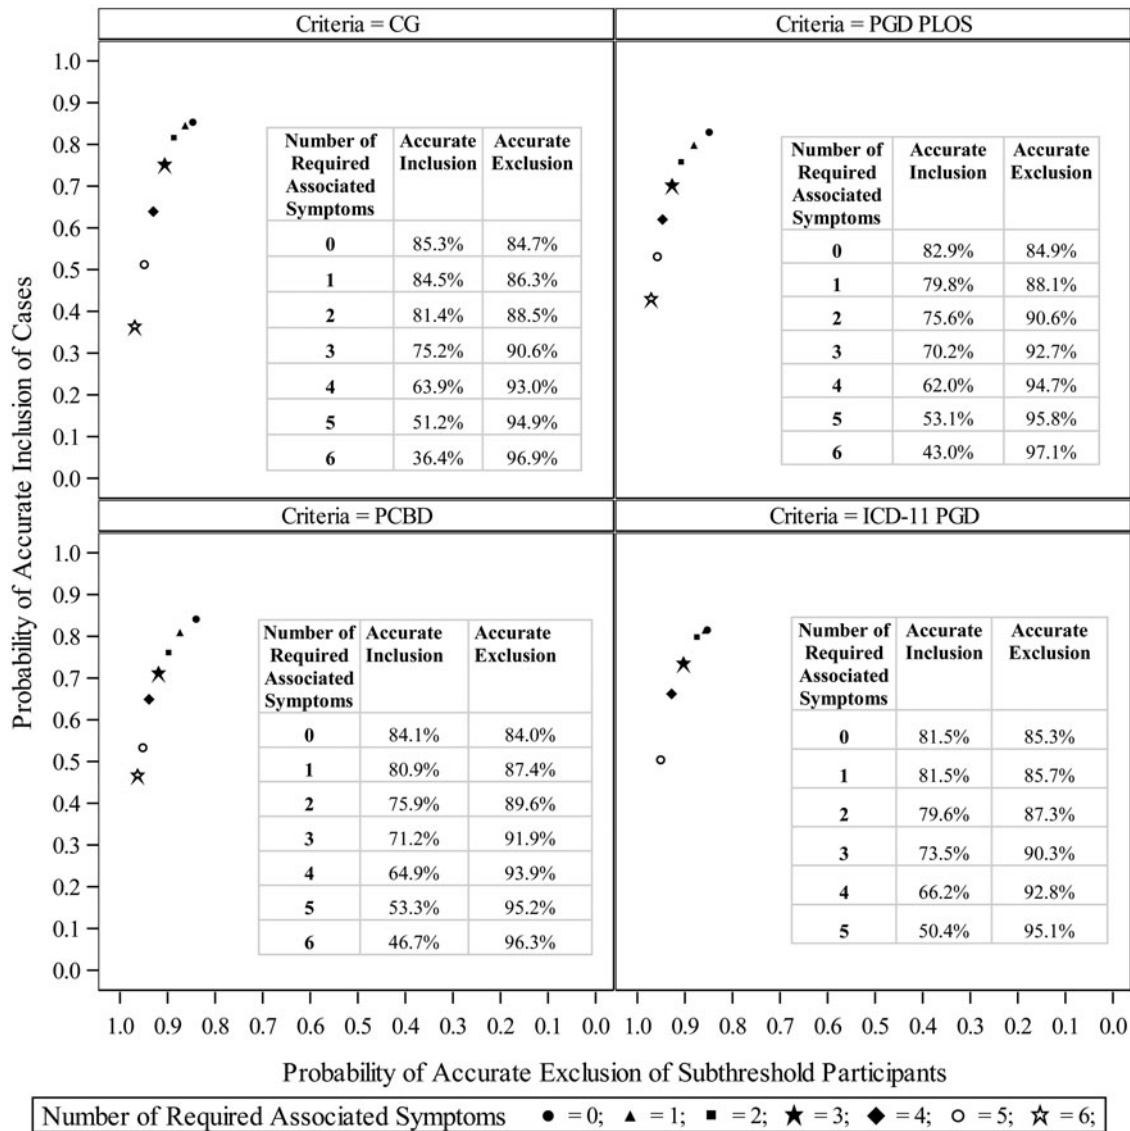 Criteria = CG
Criteria = PGD PLOS
Probability of Accurate Inclusion of Cases
1.0
0.9
0.8
0.7
0.6
0.5
0.4
0.3
0.2
0.1
0.0
Number of Required Associated Symptoms Accurate Inclusion Accurate Exclusion
0 85.3% 84.7%
1 84.5% 86.3%
2 81.4% 88.5%
3 75.2% 90.6%
4 63.9% 93.0%
5 51.2% 94.9%
6 36.4% 96.9%
Number of Required Associated Symptoms Accurate Inclusion Accurate Exclusion
0 82.9% 84.9%
1 79.8% 88.1%
2 75.6% 90.6%
3 70.2% 92.7%
4 62.0% 94.7%
5 53.1% 95.8%
6 43.0% 97.1%
Criteria = PCBD
Criteria = ICD-11 PGD
1.0
0.9
0.8
0.7
0.6
0.5
0.4
0.3
0.2
0.1
0.0
Number of Required Associated Symptoms Accurate Inclusion Accurate Exclusion
0 84.1% 84.0%
1 80.9% 87.4%
2 75.9% 89.6%
3 71.2% 91.9%
4 64.9% 93.9%
5 53.3% 95.2%
6 46.7% 96.3%
Number of Required Associated Symptoms Accurate Inclusion Accurate Exclusion
0 81.5% 85.3%
1 81.5% 85.7%
2 79.6% 87.3%
3 73.5% 90.3%
4 66.2% 92.8%
5 50.4% 95.1%
1.0 0.9 0.8 0.7 0.6 0.5 0.4 0.3 0.2 0.1 0.0
1.0 0.9 0.8 0.7 0.6 0.5 0.4 0.3 0.2 0.1 0.0
Probability of Accurate Exclusion of Subthreshold Participants
Number of Required Associated Symptoms ● = 0; ▲ = 1; ■ = 2; ★ = 3; ◆ = 4; ○ = 5; ☆ = 6;